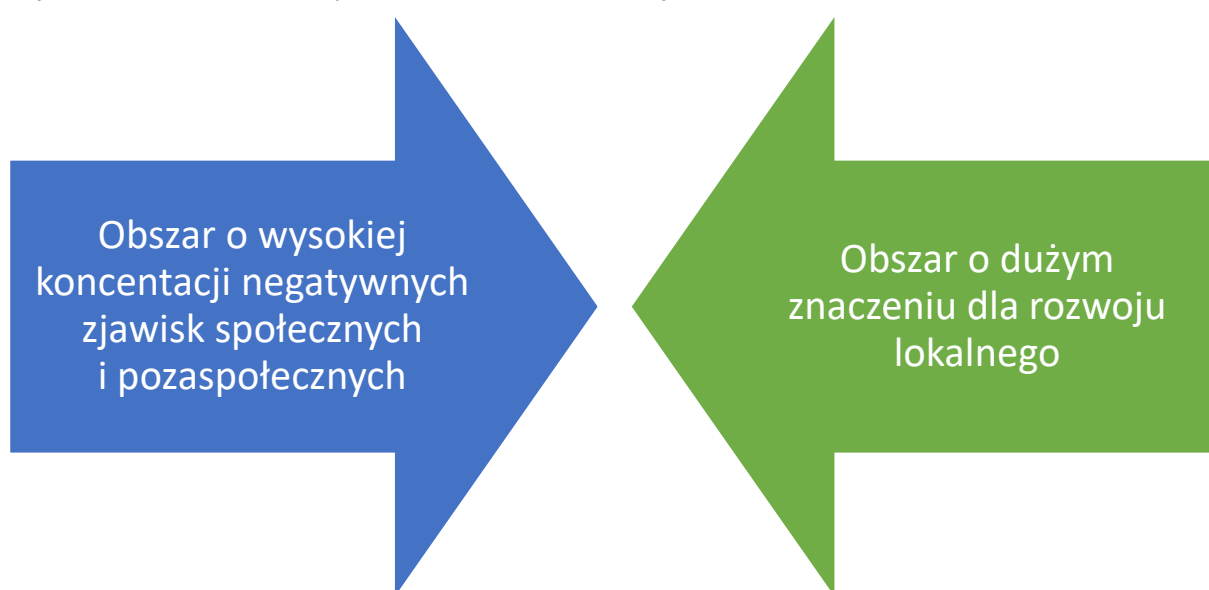 Obszar o wysokiej
koncentacji negatywnych
zjawisk społecznych
i pozaspołecznych
Obszar o dużym
znaczeniu dla rozwoju
lokalnego